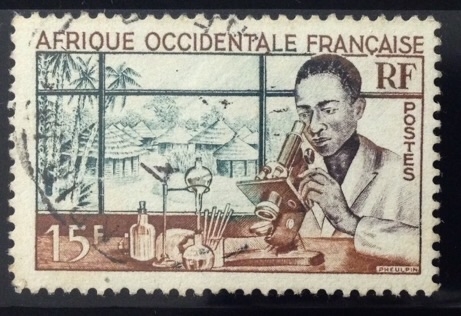 AFRIQUE OCCIDENTALE FRANÇAISE
RF
POSTES
15F
PHEULPIN